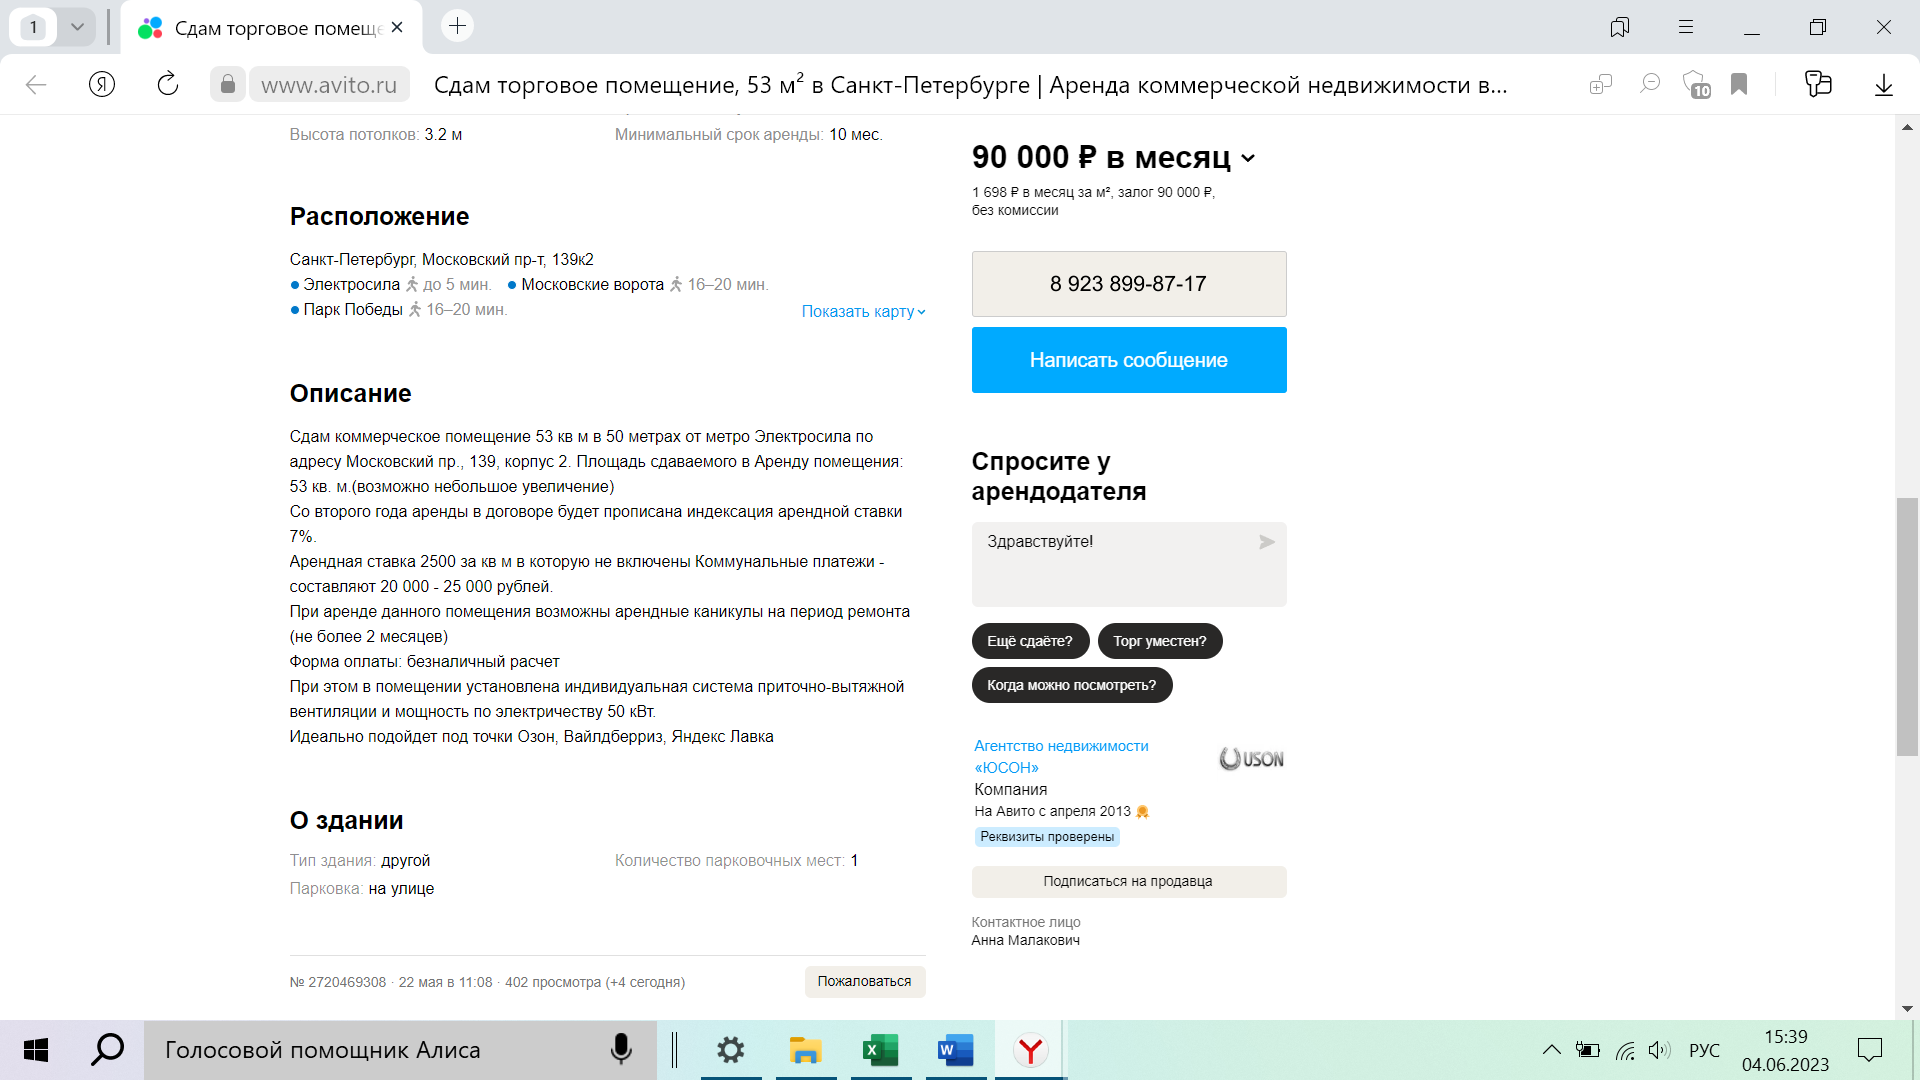 1
Сдам торговое помеще
www.avito.ru
Сдам торговое помещение, 53 м² в Санкт-Петербурге | Аренда коммерческой недвижимости в...
10
Высота потолков: 3.2 м
Минимальный срок аренды: 10 мес.
Расположение
Санкт-Петербург, Московский пр-т, 139к2
Электросила до 5 мин. Московские ворота 16–20 мин.
Парк Победы 16–20 мин.
Показать карту
Описание
Сдам коммерческое помещение 53 кв м в 50 метрах от метро Электросила по
адресу Московский пр., 139, корпус 2. Площадь сдаваемого в Аренду помещения:
53 кв. м.(возможно небольшое увеличение)
Со второго года аренды в договоре будет прописана индексация арендной ставки
7%.
Арендная ставка 2500 за кв м в которую не включены Коммунальные платежи -
составляют 20 000 - 25 000 рублей.
При аренде данного помещения возможны арендные каникулы на период ремонта
(не более 2 месяцев)
Форма оплаты: безналичный расчет
При этом в помещении установлена индивидуальная система приточно-вытяжной
вентиляции и мощность по электричеству 50 кВт.
Идеально подойдет под точки Озон, Вайлдберриз, Яндекс Лавка
О здании
Тип здания: другой
Количество парковочных мест: 1
Парковка: на улице
№ 2720469308 · 22 мая в 11:08 · 402 просмотра (+4 сегодня)
Пожаловаться
90 000 ₽ в месяц
1 698 ₽ в месяц за м², залог 90 000 ₽,
без комиссии
8 923 899-87-17
Написать сообщение
Спросите у
арендодателя
Здравствуйте!
Ещё сдаёте?
Торг уместен?
Когда можно посмотреть?
Агентство недвижимости
«ЮСОН»
USON
Компания
На Авито с апреля 2013
Реквизиты проверены
Подписаться на продавца
Контактное лицо
Анна Малакович
Голосовой помощник Алиса
РУС
15:39
04.06.2023